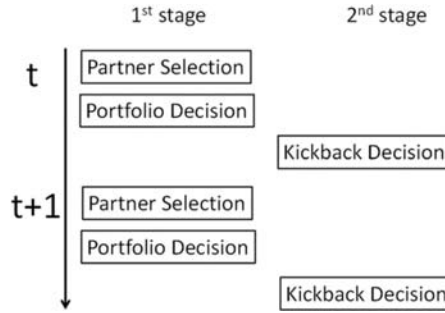 1st stage 2nd stage
t
Partner Selection
Portfolio Decision
Kickback Decision
t+1
Partner Selection
Portfolio Decision
Kickback Decision